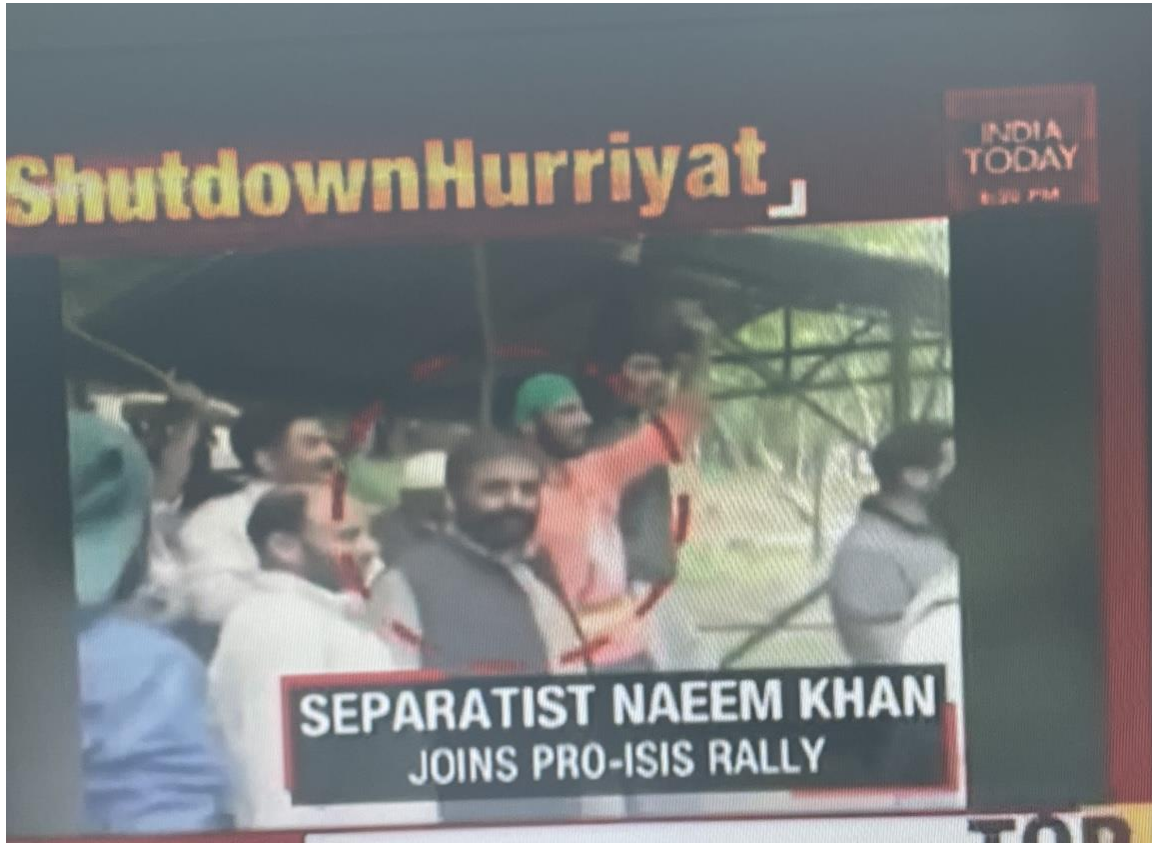 ShutdownHurriyat
INDIA
TODAY
SEPARATIST NAEEM KHAN
JOINS PRO-ISIS RALLY